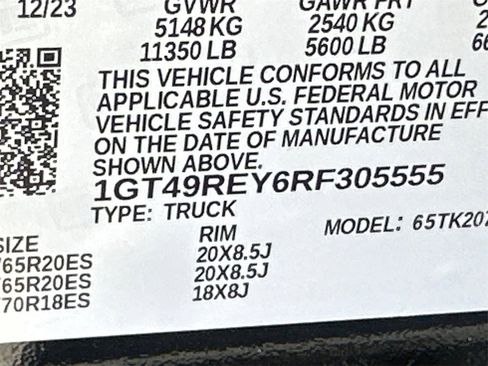 12/23 GVWR GAWR FRT
5148 KG 2540 KG
11350 LB 5600 LB
THIS VEHICLE CONFORMS TO ALL
APPLICABLE U.S. FEDERAL MOTOR
VEHICLE SAFETY STANDARDS IN EFF
ON THE DATE OF MANUFACTURE
SHOWN ABOVE.
1GT49REY6RF305555
TYPE: TRUCK
MODEL: 65TK207
SIZE RIM
/65R20ES 20X8.5J
/65R20ES 20X8.5J
/70R18ES 18X8J